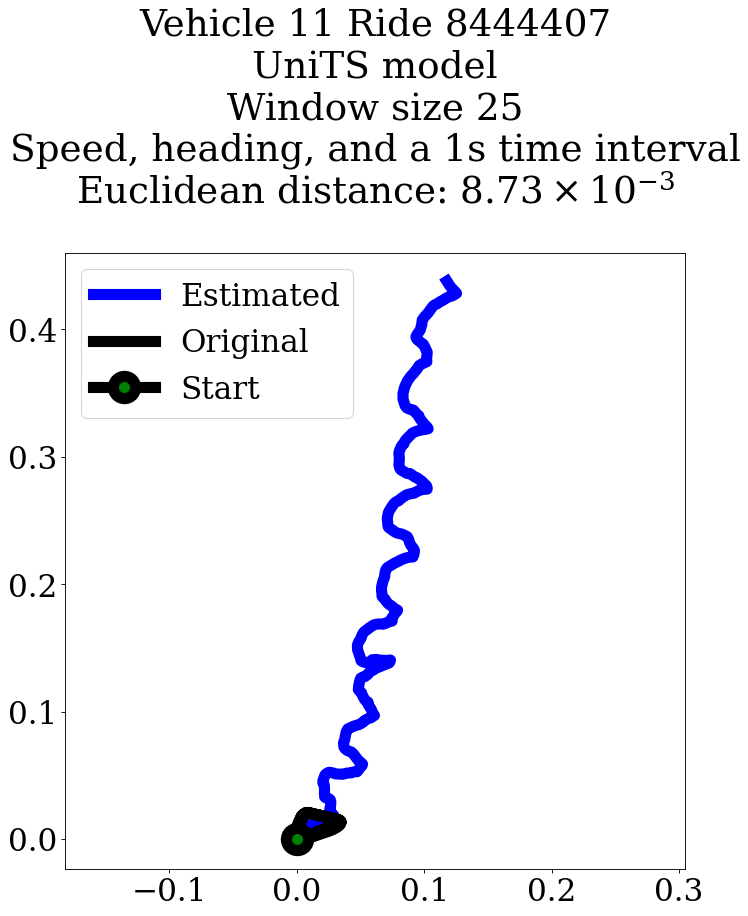 Vehicle 11 Ride 8444407
UniTS model
Window size 25
Speed, heading, and a 1s time interval
Euclidean distance: 8.73 × 10⁻³
Estimated
Original
Start
0.4
0.3
0.2
0.1
0.0
−0.1 0.0 0.1 0.2 0.3